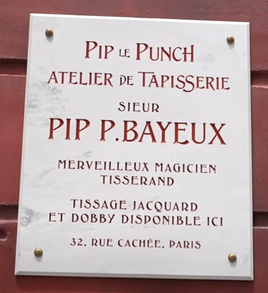 PIP LE PUNCH
ATELIER DE TAPISSERIE
SIEUR
PIP P.BAYEUX
MERVEILLEUX MAGICIEN
TISSERAND
TISSAGE JACQUARD
ET DOBBY DISPONIBLE ICI
32, RUE CACHÉE, PARIS